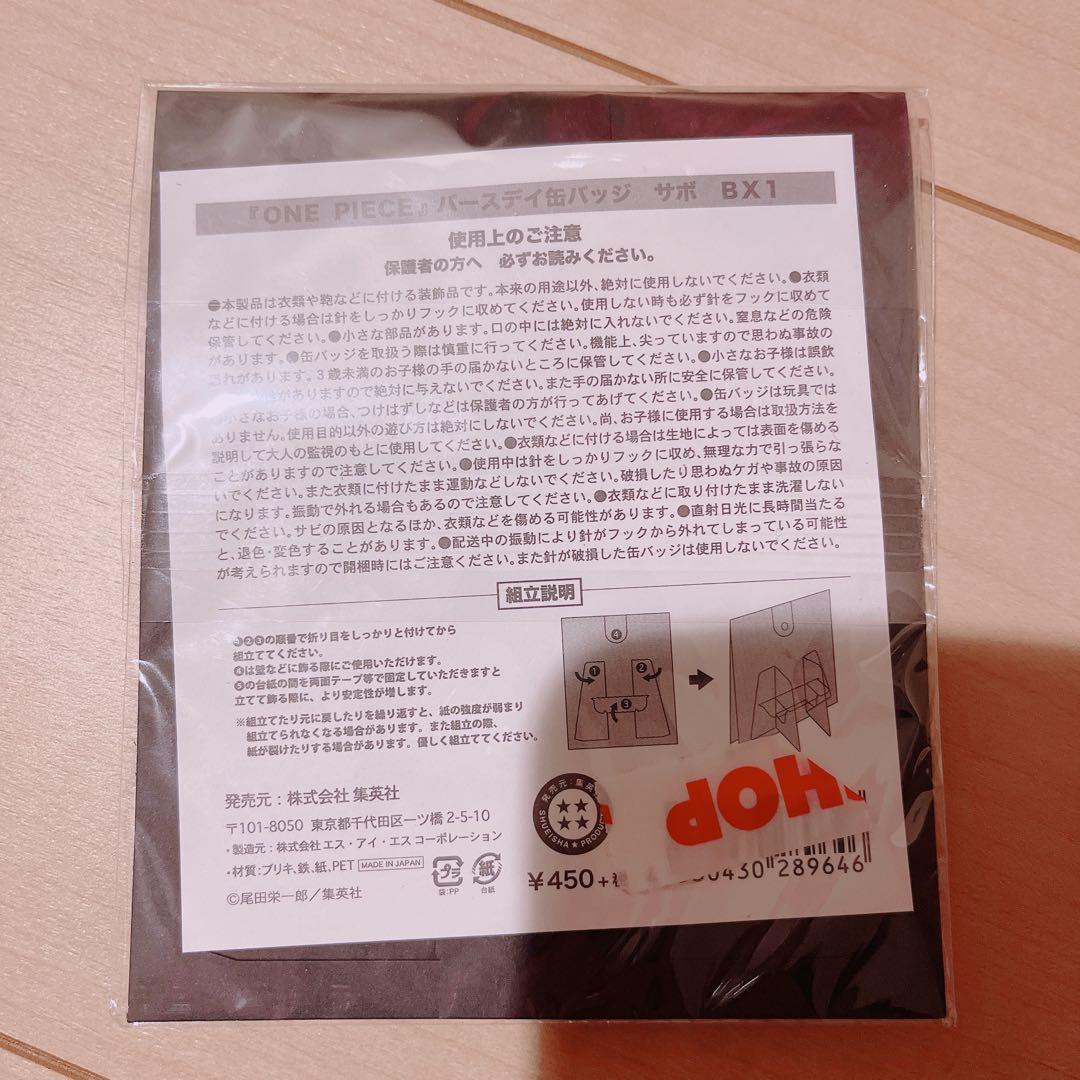 『ONE PIECE』バースデイ缶バッジ サボ BX1
使用上のご注意
保護者の方へ 必ずお読みください。
●本製品は衣類や鞄などに付ける装飾品です。本来の用途以外、絶対に使用しないでください。●衣類
などに付ける場合は針をしっかりフックに収めてください。使用しない時も必ず針をフックに収めて
保管してください。●小さな部品があります。口の中には絶対に入れないでください。窒息などの危険
があります。●缶バッジを取扱う際は慎重に行ってください。機能上、尖っていますので思わぬ事故の
恐れがあります。3歳未満のお子様の手の届かないところに保管してください。●小さなお子様は誤飲
がありますので絶対に与えないでください。また手の届かない所に安全に保管してください。
小さなお子様の場合、つけはずしなどは保護者の方が行ってあげてください。●缶バッジは玩具では
ありません。使用目的以外の遊び方は絶対にしないでください。尚、お子様に使用する場合は取扱方法を
説明して大人の監視のもとに使用してください。●衣類などに付ける場合は生地によっては表面を傷める
ことがありますので注意してください。●使用中は針をしっかりフックに収め、無理な力で引っ張らな
いでください。また衣類に付けたまま運動などしないでください。破損したり思わぬケガや事故の原因
になります。振動で外れる場合もあるので注意してください。●衣類などに取り付けたまま洗濯しない
でください。サビの原因となるほか、衣類などを傷める可能性があります。●直射日光に長時間当たる
と、退色・変色することがあります。●配送中の振動により針がフックから外れてしまっている可能性
が考えられますので開梱時にはご注意ください。また針が破損した缶バッジは使用しないでください。
組立説明
❶❷❸の順番で折り目をしっかりと付けてから
組立ててください。
❹は壁などに飾る際にご使用いただけます。
❺の台紙の間を両面テープ等で固定していただきますと
立てて飾る際に、より安定性が増します。
※組立てたり元に戻したりを繰り返すと、紙の強度が弱まり
組立てられなくなる場合があります。また組立の際、
紙が裂けたりする場合があります。優しく組立ててください。
❹
❶ ❷
❸
発売元：株式会社 集英社
〒101-8050 東京都千代田区一ツ橋 2-5-10
・製造元：株式会社 エス・アイ・エス コーポレーション
・材質：ブリキ、鉄、紙、PET MADE IN JAPAN
©尾田栄一郎／集英社
プラ
袋：PP
紙
台紙
発売元：集英
SHUEISHA★PRODU
HOP
¥450+
30430 289646